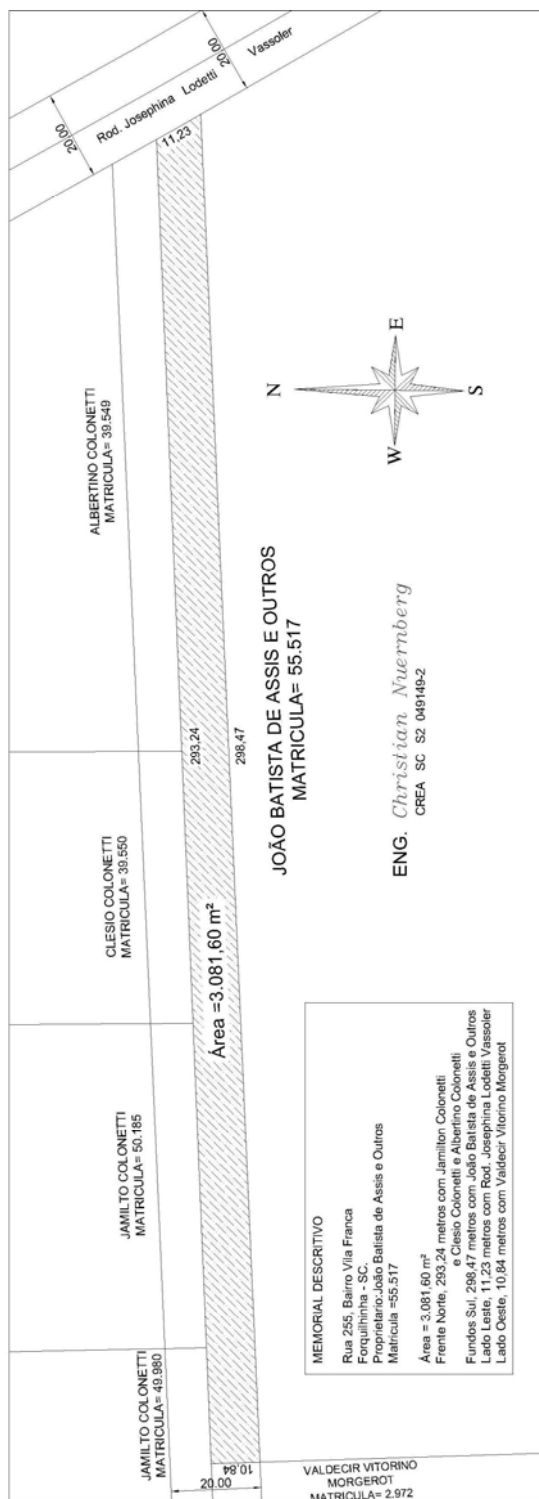 20,00
Rod. Josephina Lodetti Vassoler
20,00
11,23
ALBERTINO COLONETTI
MATRICULA= 39.549
N
E
S
W
293,24
298,47
JOÃO BATISTA DE ASSIS E OUTROS
MATRICULA= 55.517
ENG. Christian Nuernberg
CREA SC S2 049149-2
CLESIO COLONETTI
MATRICULA= 39.550
Área =3.081,60 m²
JAMILTO COLONETTI
MATRICULA= 50.185
JAMILTO COLONETTI
MATRICULA= 49.980
MEMORIAL DESCRITIVO
Rua 255, Bairro Vila Franca
Forquilhinha - SC.
Proprietario:João Batista de Assis e Outros
Matrícula =55.517
Área = 3.081,60 m²
Frente Norte, 293,24 metros com Jamilton Colonetti
e Clesio Colonetti e Albertino Colonetti
Fundos Sul, 298,47 metros com João Batista de Assis e Outros
Lado Leste, 11,23 metros com Rod. Josephina Lodetti Vassoler
Lado Oeste, 10,84 metros com Valdecir Vitorino Morgerot
10,84
20.00
VALDECIR VITORINO
MORGEROT
MATRICULA= 2.972